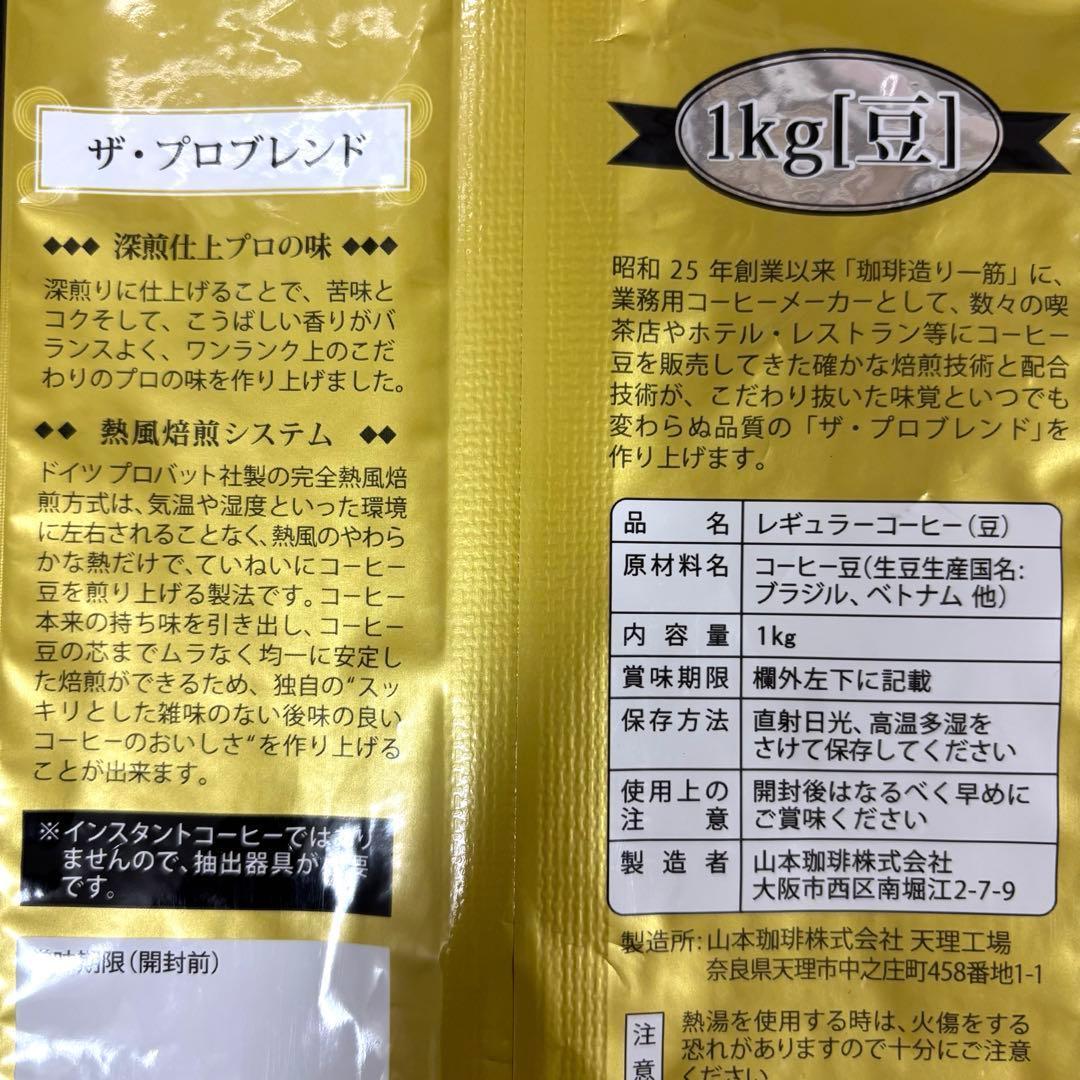 ザ・プロブレンド
◆◆◆ 深煎仕上プロの味 ◆◆◆
深煎りに仕上げることで、苦味と
コクそして、こうばしい香りがバ
ランスよく、ワンランク上のこだ
わりのプロの味を作り上げました。
◆◆ 熱風焙煎システム ◆◆
ドイツ プロバット社製の完全熱風焙
煎方式は、気温や湿度といった環境
に左右されることなく、熱風のやわら
かな熱だけで、ていねいにコーヒー
豆を煎り上げる製法です。コーヒー
本来の持ち味を引き出し、コーヒー
豆の芯までムラなく均一に安定し
た焙煎ができるため、独自の“スッ
キリとした雑味のない後味の良い
コーヒーのおいしさ“を作り上げる
ことが出来ます。
※インスタントコーヒーではあり
ませんので、抽出器具が必要
です。
賞味期限(開封前)
1kg[豆]
昭和 25 年創業以来「珈琲造り一筋」に、
業務用コーヒーメーカーとして、数々の喫
茶店やホテル・レストラン等にコーヒー
豆を販売してきた確かな焙煎技術と配合
技術が、こだわり抜いた味覚といつでも
変わらぬ品質の「ザ・プロブレンド」を
作り上げます。
品名 レギュラーコーヒー(豆)
原材料名 コーヒー豆(生豆生産国名:
ブラジル、ベトナム 他)
内容量 1kg
賞味期限 欄外左下に記載
保存方法 直射日光、高温多湿を
さけて保存してください
使用上の 開封後はなるべく早めに
注意 ご賞味ください
製造者 山本珈琲株式会社
大阪市西区南堀江2-7-9
製造所:山本珈琲株式会社 天理工場
奈良県天理市中之庄町458番地1-1
注意 熱湯を使用する時は、火傷をする
恐れがありますので十分にご注意
ください